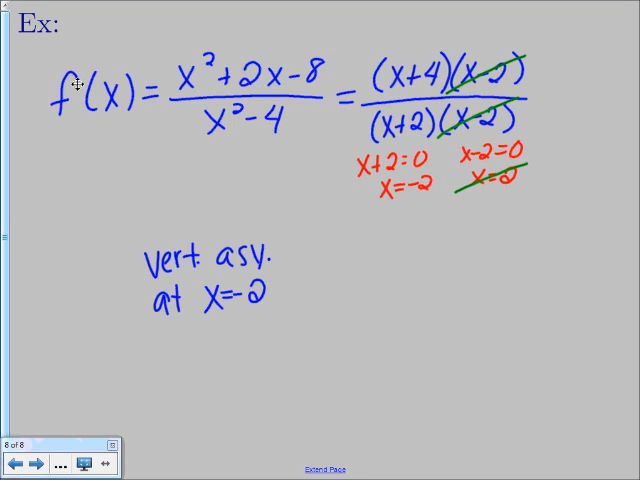 Ex:
f(x) = x²+2x-8 / x²-4 = (x+4)(x-2) / (x+2)(x-2)
x+2=0 x-2=0
x=-2 x=2
vert. asy.
at x=-2
8 of 8
...
Extend Page